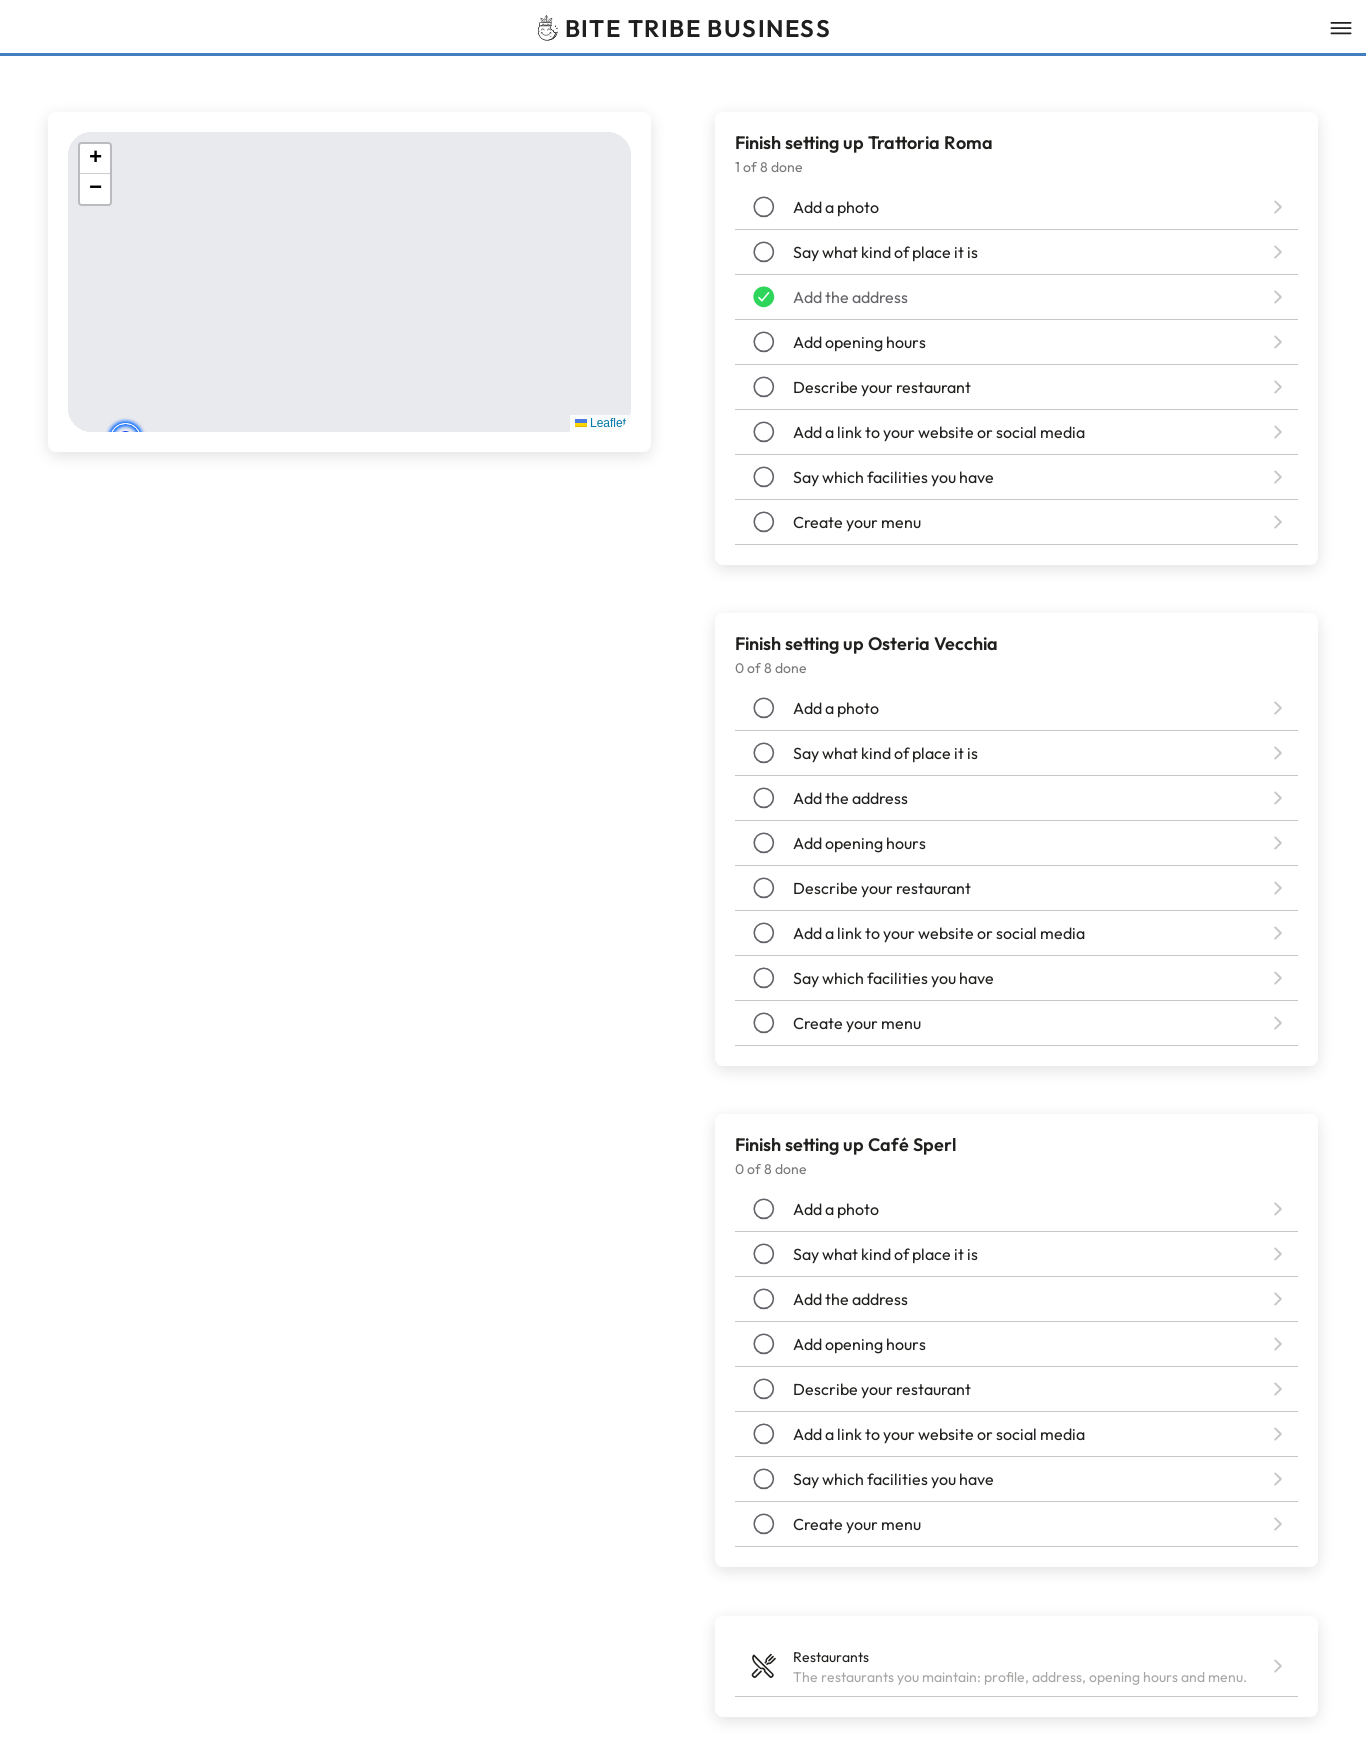 BITE TRIBE BUSINESS
+
−
Leaflet
Finish setting up Trattoria Roma
1 of 8 done
Add a photo
Say what kind of place it is
Add the address
Add opening hours
Describe your restaurant
Add a link to your website or social media
Say which facilities you have
Create your menu
Finish setting up Osteria Vecchia
0 of 8 done
Add a photo
Say what kind of place it is
Add the address
Add opening hours
Describe your restaurant
Add a link to your website or social media
Say which facilities you have
Create your menu
Finish setting up Café Sperl
0 of 8 done
Add a photo
Say what kind of place it is
Add the address
Add opening hours
Describe your restaurant
Add a link to your website or social media
Say which facilities you have
Create your menu
Restaurants
The restaurants you maintain: profile, address, opening hours and menu.